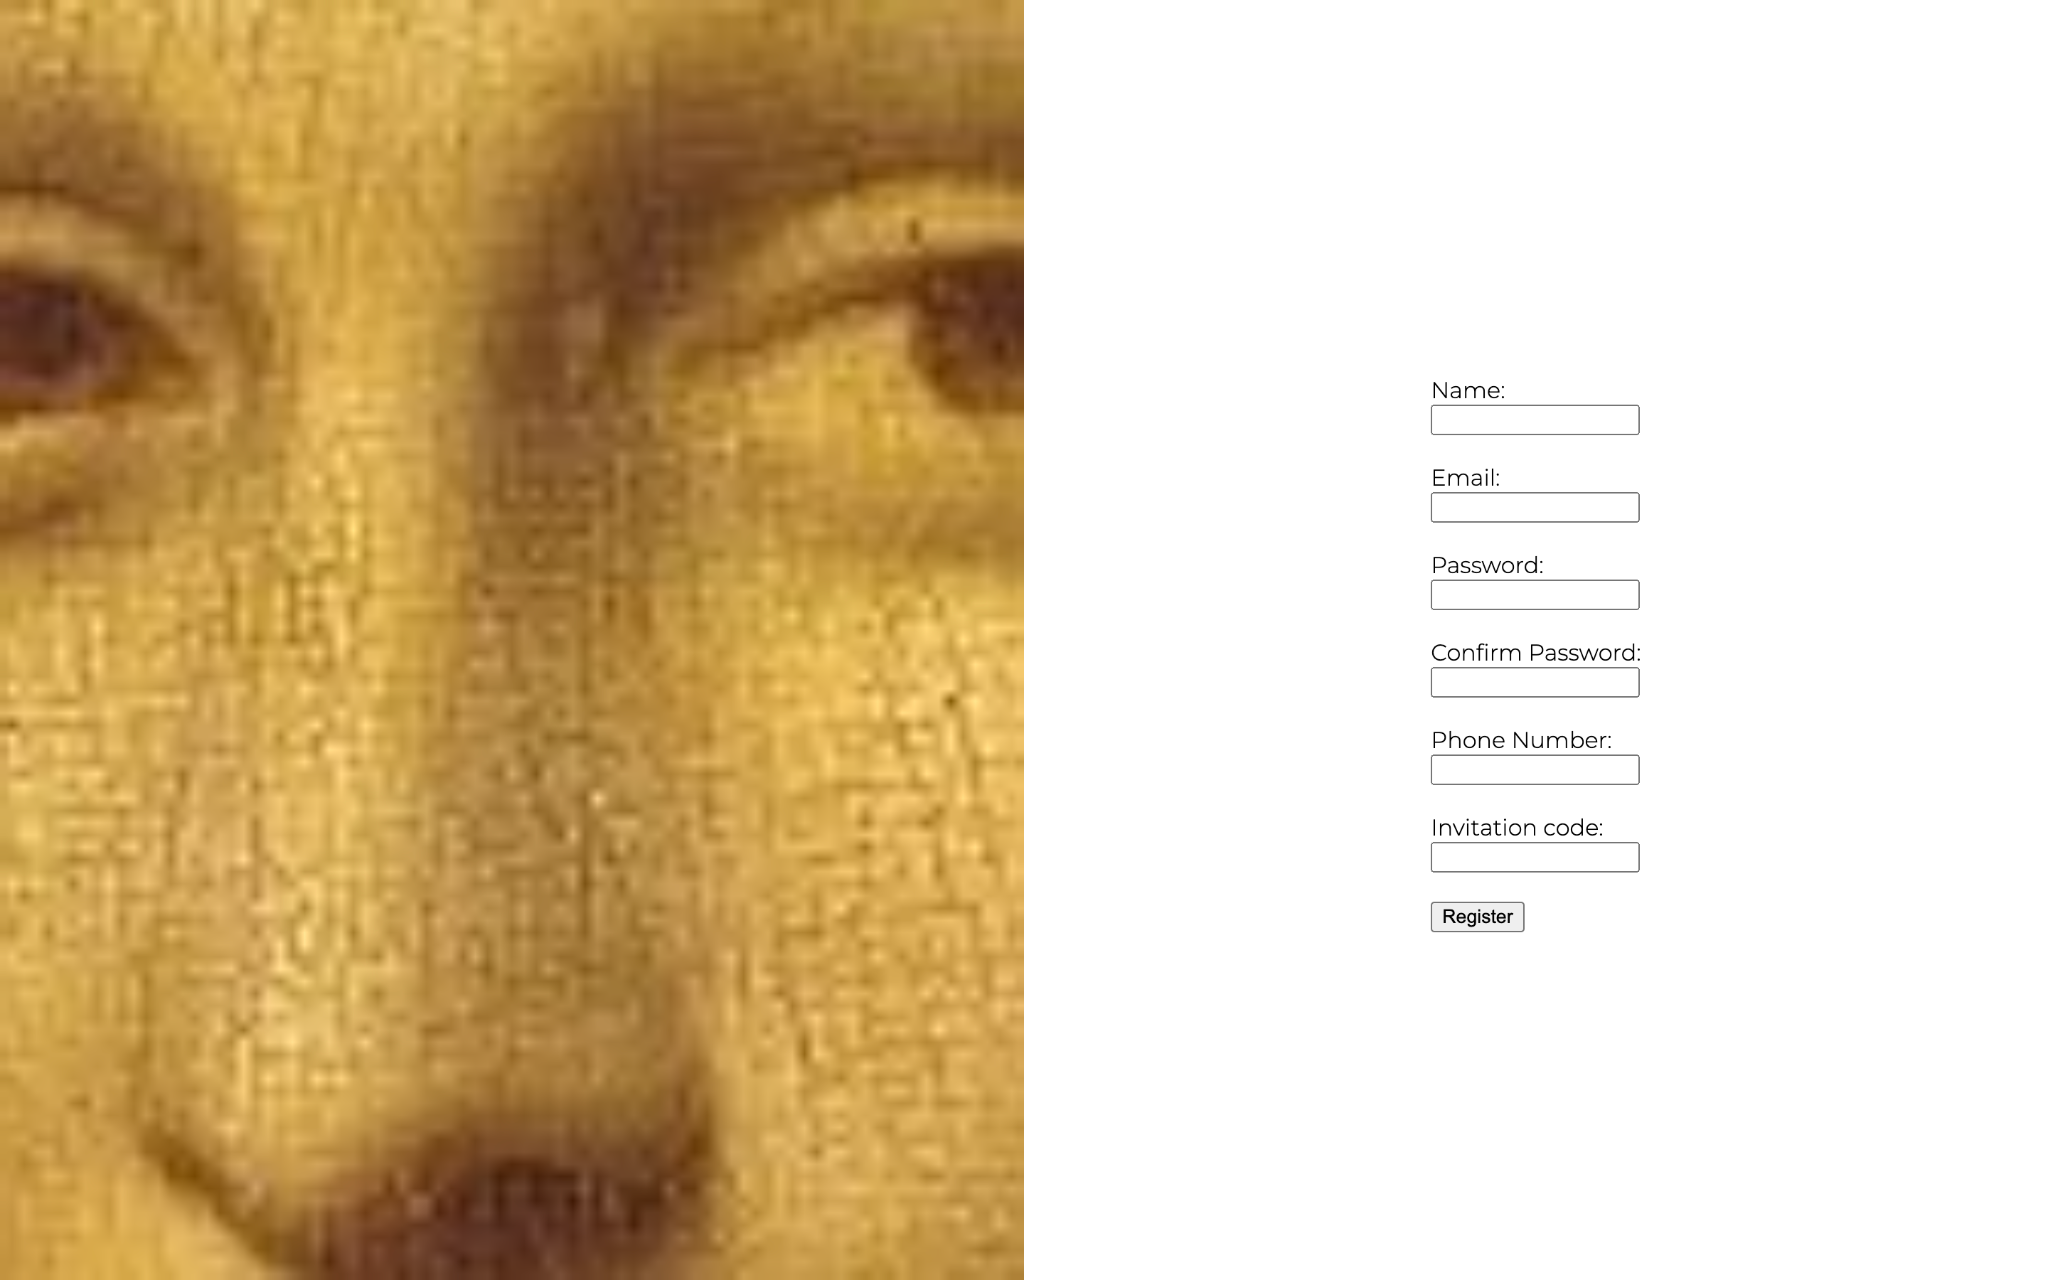 Name:
Email:
Password:
Confirm Password:
Phone Number:
Invitation code:
Register